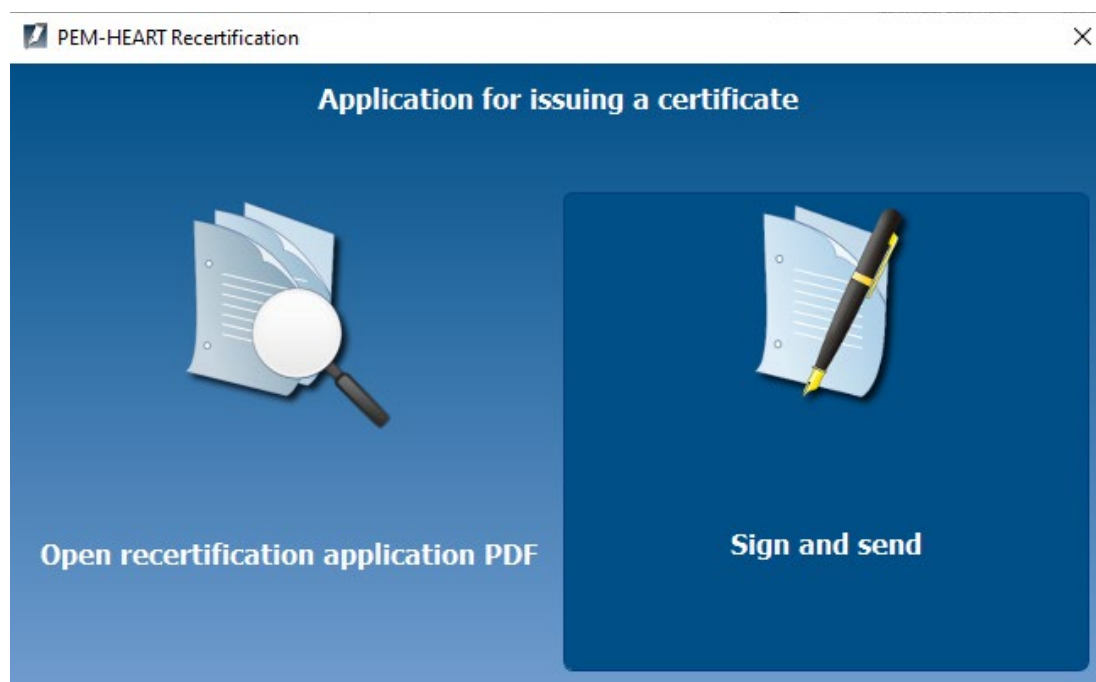 PEM-HEART Recertification
Application for issuing a certificate
Open recertification application PDF
Sign and send